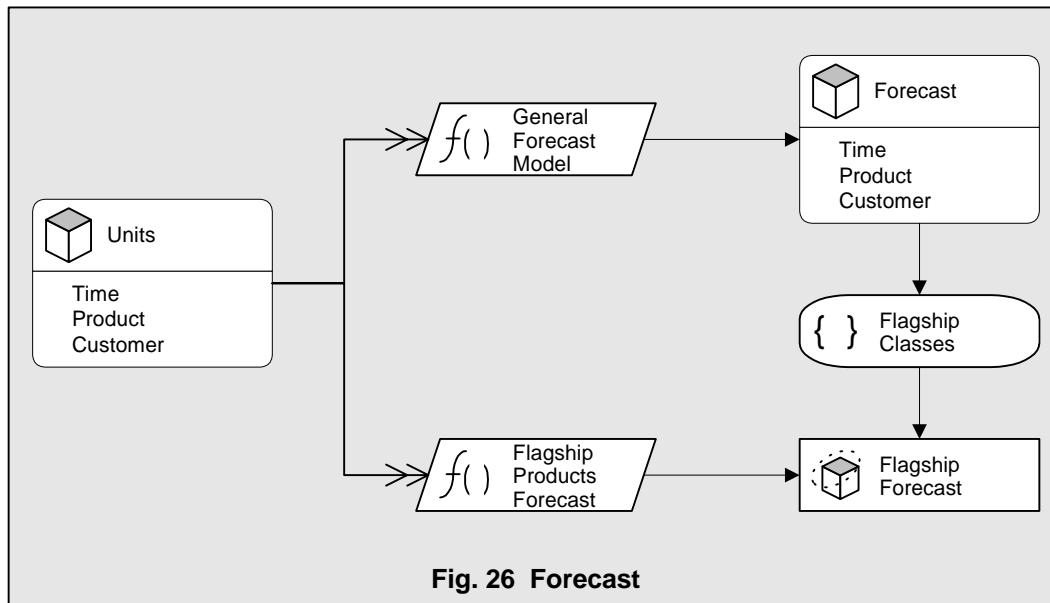 Units
Time
Product
Customer
f( )
General
Forecast
Model
Forecast
Time
Product
Customer
{ }
Flagship
Classes
f( )
Flagship
Products
Forecast
Flagship
Forecast
Fig. 26 Forecast